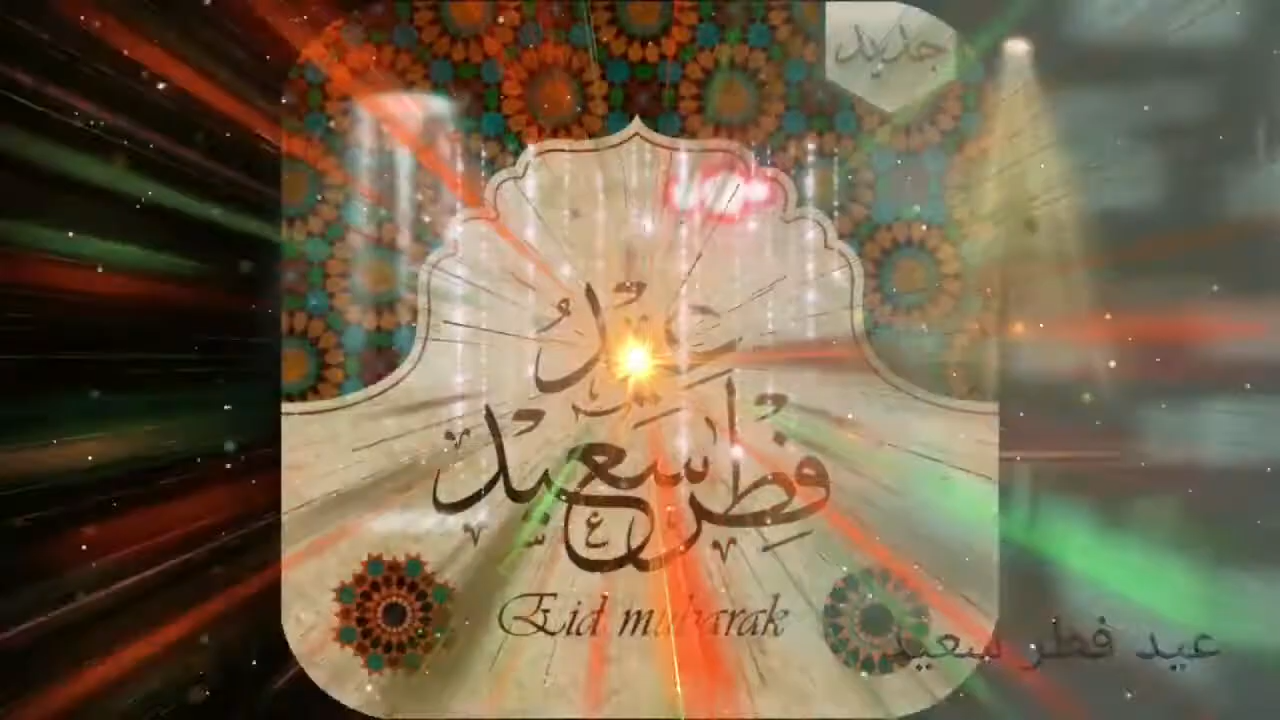 جديد
عيد
فطر سعيد
Eid mubarak
عيد فطر سعيد